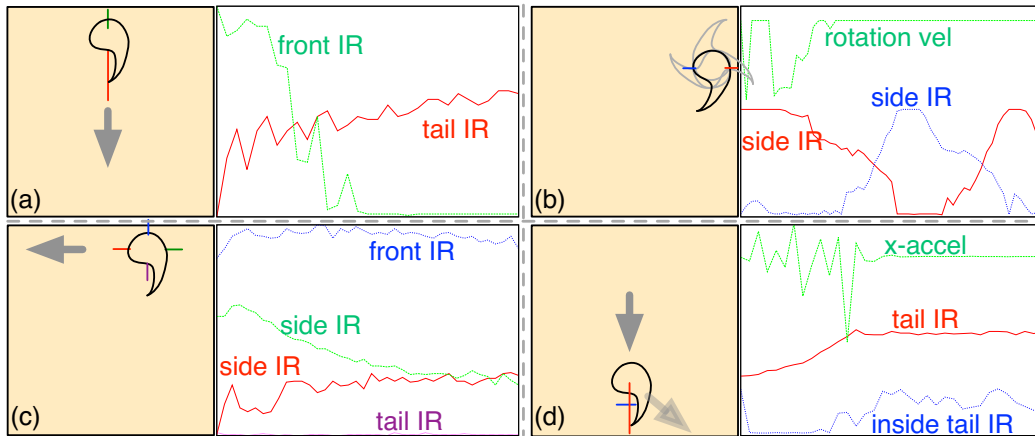 front IR
tail IR
(a)
rotation vel
side IR
side IR
(b)
front IR
side IR
side IR
tail IR
(c)
x-accel
tail IR
inside tail IR
(d)